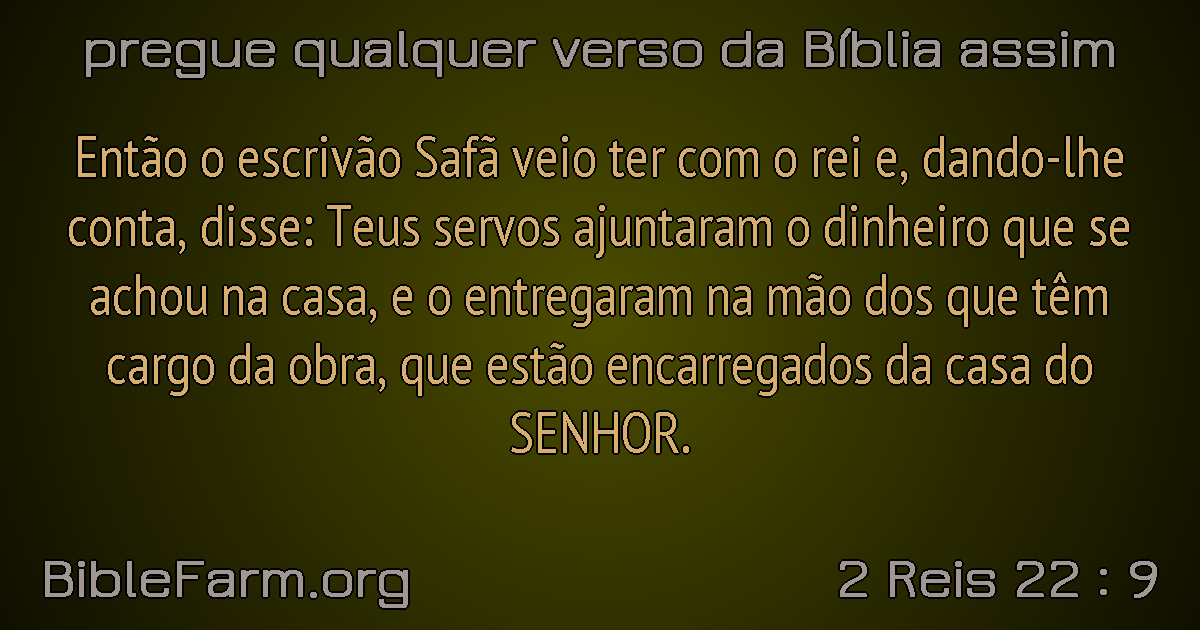 pregue qualquer verso da Bíblia assim
Então o escrivão Safã veio ter com o rei e, dando-lhe
conta, disse: Teus servos ajuntaram o dinheiro que se
achou na casa, e o entregaram na mão dos que têm
cargo da obra, que estão encarregados da casa do
SENHOR.
BibleFarm.org
2 Reis 22 : 9